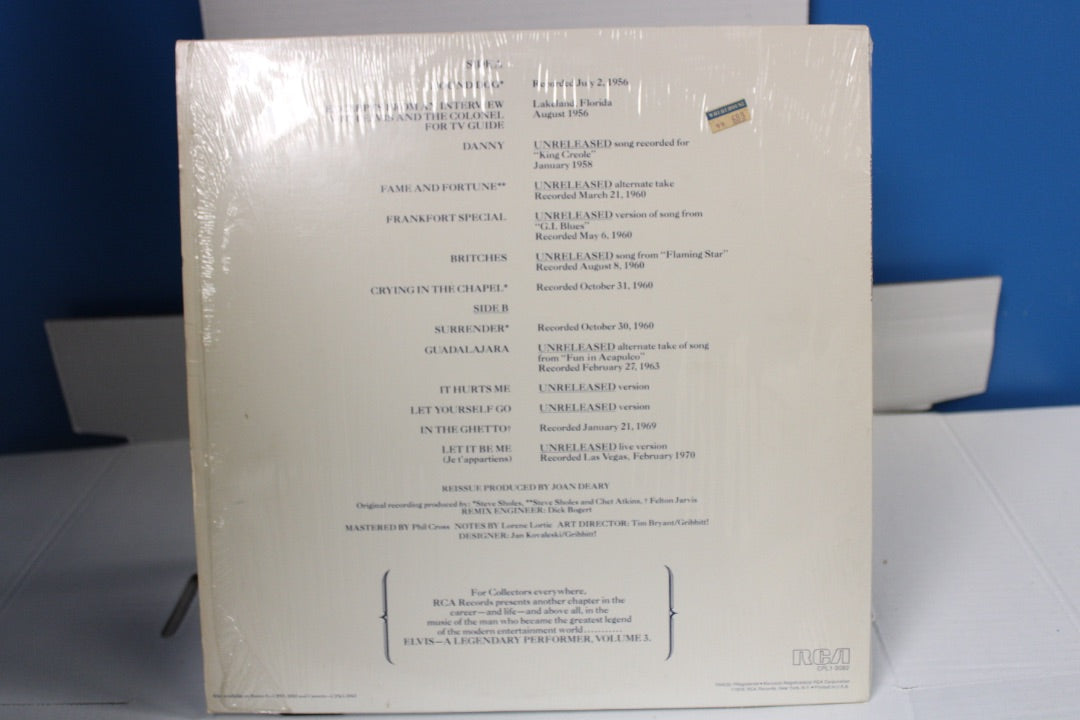 SIDE A
HOUND DOG* Recorded July 2, 1956
EXCERPTS FROM AN INTERVIEW Lakeland, Florida
WITH ELVIS AND THE COLONEL August 1956
FOR TV GUIDE
DANNY UNRELEASED song recorded for
"King Creole"
January 1958
FAME AND FORTUNE** UNRELEASED alternate take
Recorded March 21, 1960
FRANKFORT SPECIAL UNRELEASED version of song from
"G.I. Blues"
Recorded May 6, 1960
BRITCHES UNRELEASED song from "Flaming Star"
Recorded August 8, 1960
CRYING IN THE CHAPEL* Recorded October 31, 1960
SIDE B
SURRENDER* Recorded October 30, 1960
GUADALAJARA UNRELEASED alternate take of song
from "Fun in Acapulco"
Recorded February 27, 1963
IT HURTS ME UNRELEASED version
LET YOURSELF GO UNRELEASED version
IN THE GHETTO† Recorded January 21, 1969
LET IT BE ME UNRELEASED live version
(Je t'appartiens) Recorded Las Vegas, February 1970
REISSUE PRODUCED BY JOAN DEARY
Original recording produced by: *Steve Sholes, **Steve Sholes and Chet Atkins, † Felton Jarvis
REMIX ENGINEER: Dick Bogert
MASTERED BY Phil Cross NOTES BY Lorene Lortie ART DIRECTOR: Tim Bryant/Gribbitt!
DESIGNER: Jan Kovaleski/Gribbitt!
For Collectors everywhere,
RCA Records presents another chapter in the
career—and life—and above all, in the
music of the man who became the greatest legend
of the modern entertainment world..........
ELVIS—A LEGENDARY PERFORMER, VOLUME 3.
RCA
CPL1-3082